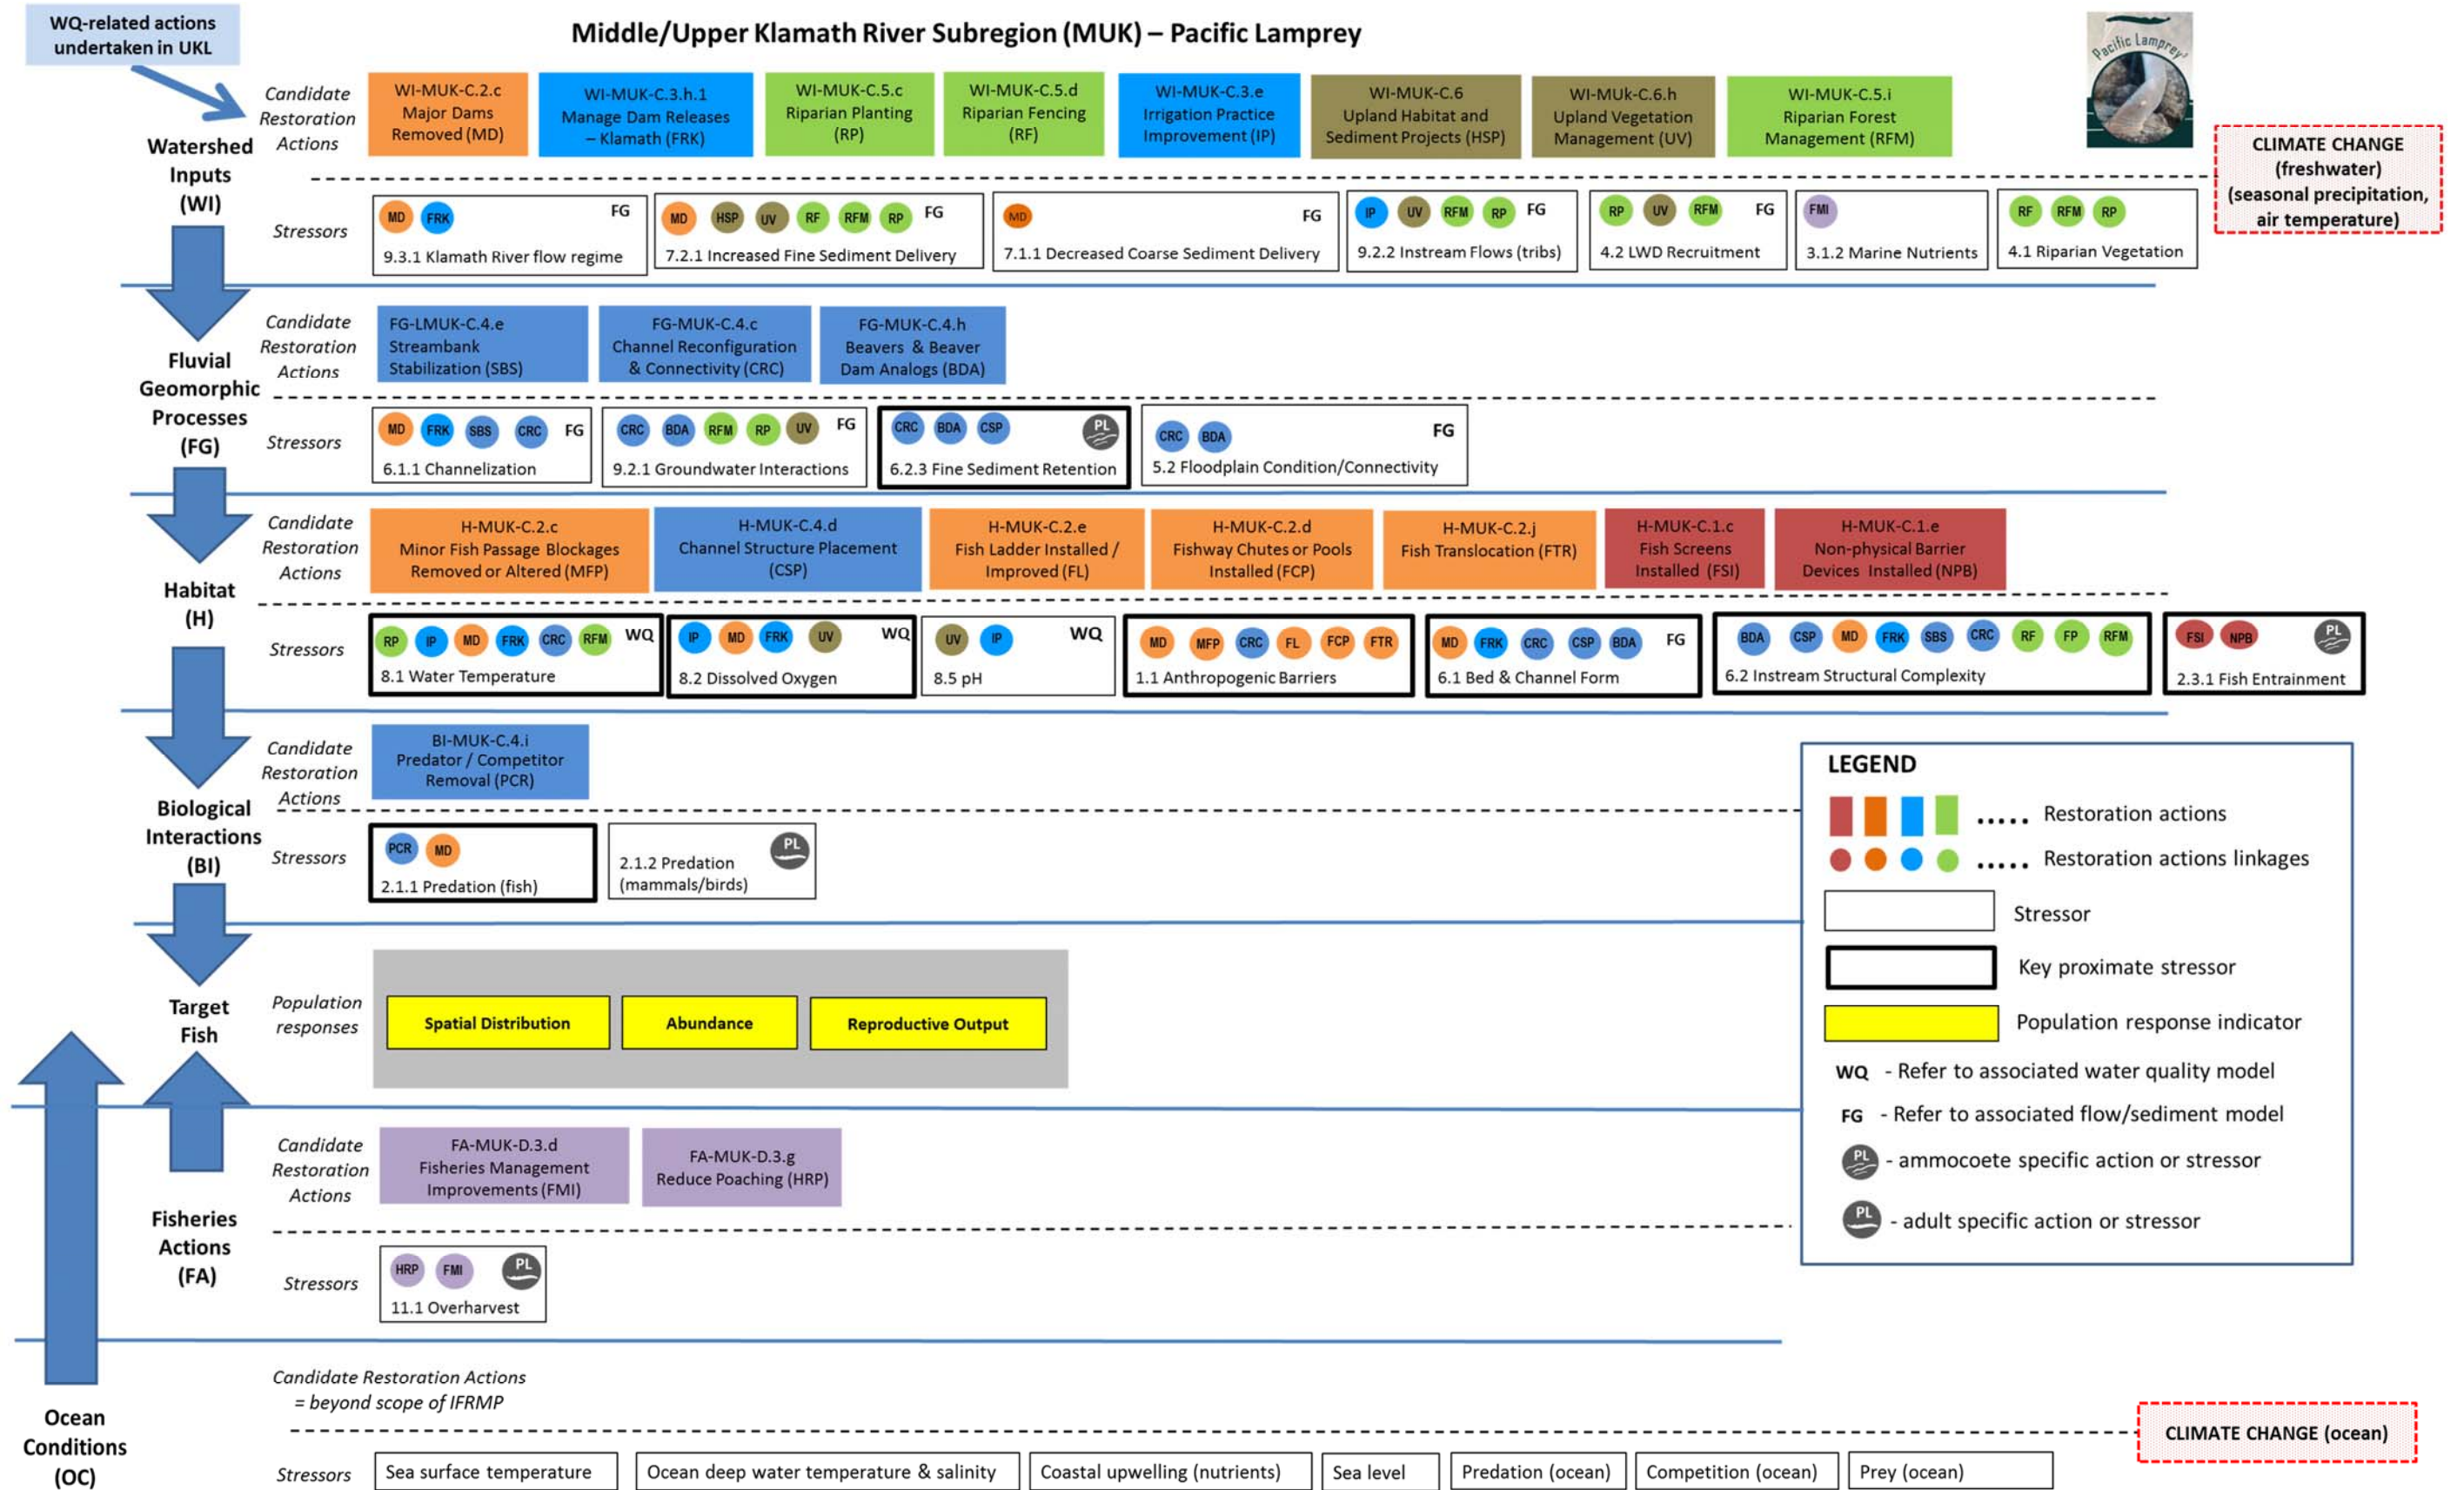 WQ-related actions
undertaken in UKL
Middle/Upper Klamath River Subregion (MUK) – Pacific Lamprey
Pacific Lamprey
Candidate
Restoration
Actions
WI-MUK-C.2.c
Major Dams
Removed (MD)
WI-MUK-C.3.h.1
Manage Dam Releases
– Klamath (FRK)
WI-MUK-C.5.c
Riparian Planting
(RP)
WI-MUK-C.5.d
Riparian Fencing
(RF)
WI-MUK-C.3.e
Irrigation Practice
Improvement (IP)
WI-MUK-C.6
Upland Habitat and
Sediment Projects (HSP)
WI-MUk-C.6.h
Upland Vegetation
Management (UV)
WI-MUK-C.5.i
Riparian Forest
Management (RFM)
CLIMATE CHANGE
(freshwater)
(seasonal precipitation,
air temperature)
Watershed
Inputs
(WI)
Stressors
MD FRK FG
9.3.1 Klamath River flow regime
MD HSP UV RF RFM RP FG
7.2.1 Increased Fine Sediment Delivery
MD FG
7.1.1 Decreased Coarse Sediment Delivery
IP UV RFM RP FG
9.2.2 Instream Flows (tribs)
RP UV RFM FG
4.2 LWD Recruitment
FMI
3.1.2 Marine Nutrients
RF RFM RP
4.1 Riparian Vegetation
Candidate
Restoration
Actions
FG-LMUK-C.4.e
Streambank
Stabilization (SBS)
FG-MUK-C.4.c
Channel Reconfiguration
& Connectivity (CRC)
FG-MUK-C.4.h
Beavers & Beaver
Dam Analogs (BDA)
Fluvial
Geomorphic
Processes
(FG)
Stressors
MD FRK SBS CRC FG
6.1.1 Channelization
CRC BDA RFM RP UV FG
9.2.1 Groundwater Interactions
CRC BDA CSP PL
6.2.3 Fine Sediment Retention
CRC BDA FG
5.2 Floodplain Condition/Connectivity
Candidate
Restoration
Actions
H-MUK-C.2.c
Minor Fish Passage Blockages
Removed or Altered (MFP)
H-MUK-C.4.d
Channel Structure Placement
(CSP)
H-MUK-C.2.e
Fish Ladder Installed /
Improved (FL)
H-MUK-C.2.d
Fishway Chutes or Pools
Installed (FCP)
H-MUK-C.2.j
Fish Translocation (FTR)
H-MUK-C.1.c
Fish Screens
Installed (FSI)
H-MUK-C.1.e
Non-physical Barrier
Devices Installed (NPB)
Habitat
(H)
Stressors
RP IP MD FRK CRC RFM WQ
8.1 Water Temperature
IP MD FRK UV WQ
8.2 Dissolved Oxygen
UV IP WQ
8.5 pH
MD MFP CRC FL FCP FTR
1.1 Anthropogenic Barriers
MD FRK CRC CSP BDA FG
6.1 Bed & Channel Form
BDA CSP MD FRK SBS CRC RF FP RFM
6.2 Instream Structural Complexity
FSI NPB PL
2.3.1 Fish Entrainment
Candidate
Restoration
Actions
BI-MUK-C.4.i
Predator / Competitor
Removal (PCR)
Biological
Interactions
(BI)
Stressors
PCR MD
2.1.1 Predation (fish)
PL
2.1.2 Predation
(mammals/birds)
LEGEND
..... Restoration actions
..... Restoration actions linkages
Stressor
Key proximate stressor
Population response indicator
WQ - Refer to associated water quality model
FG - Refer to associated flow/sediment model
PL - ammocoete specific action or stressor
PL - adult specific action or stressor
Target
Fish
Population
responses
Spatial Distribution
Abundance
Reproductive Output
Candidate
Restoration
Actions
FA-MUK-D.3.d
Fisheries Management
Improvements (FMI)
FA-MUK-D.3.g
Reduce Poaching (HRP)
Fisheries
Actions
(FA)
Stressors
HRP FMI PL
11.1 Overharvest
Candidate Restoration Actions
= beyond scope of IFRMP
Ocean
Conditions
(OC)
CLIMATE CHANGE (ocean)
Stressors
Sea surface temperature
Ocean deep water temperature & salinity
Coastal upwelling (nutrients)
Sea level
Predation (ocean)
Competition (ocean)
Prey (ocean)